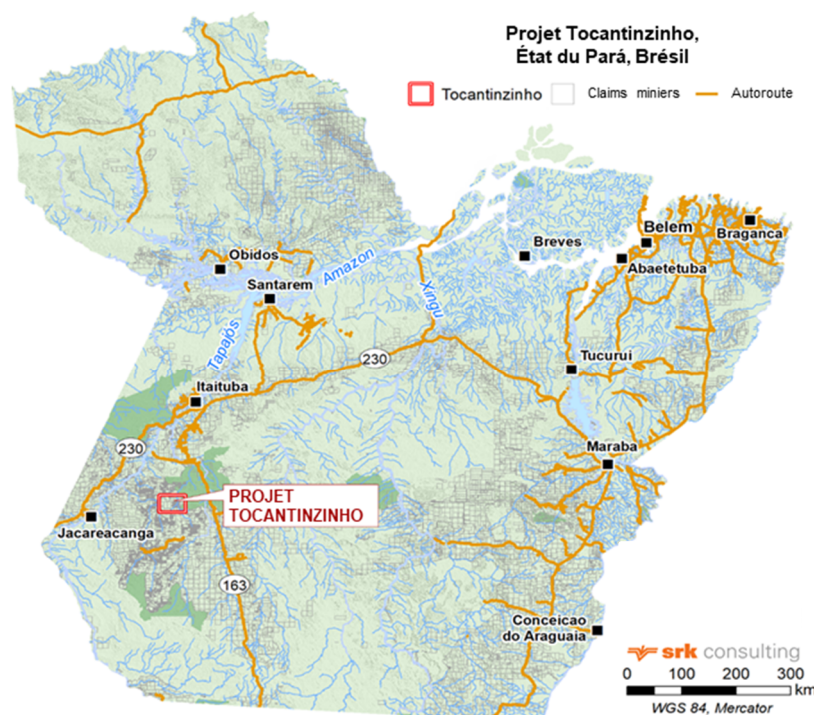 Projet Tocantinzinho,
État du Pará, Brésil
Tocantinzinho
Claims miniers
Autoroute
Obidos
Santarem
Amazon
Tapajós
Xingu
Breves
Belem
Braganca
Abaetetuba
Tucurui
230
Itaituba
230
Maraba
PROJET
TOCANTINZINHO
Jacareacanga
163
Conceicao
do Araguaia
srk consulting
0 100 200 300
km
WGS 84, Mercator